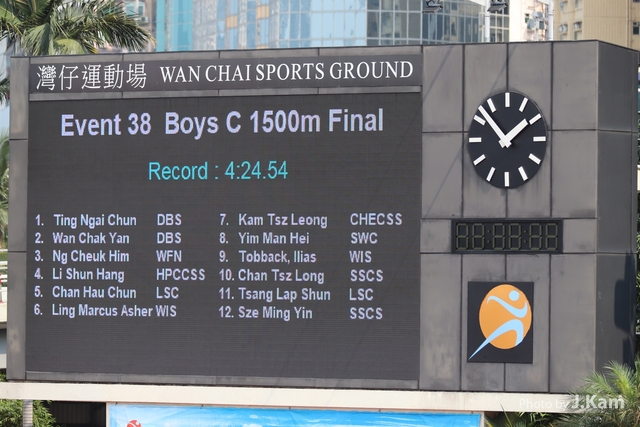 灣仔運動場 WAN CHAI SPORTS GROUND
Event 38 Boys C 1500m Final
Record : 4:24.54
1. Ting Ngai Chun DBS
2. Wan Chak Yan DBS
3. Ng Cheuk Him WFN
4. Li Shun Hang HPCCSS
5. Chan Hau Chun LSC
6. Ling Marcus Asher WIS
7. Kam Tsz Leong CHECSS
8. Yim Man Hei SWC
9. Tobback, Ilias WIS
10. Chan Tsz Long SSCS
11. Tsang Lap Shun LSC
12. Sze Ming Yin SSCS
Photo by J.Kam